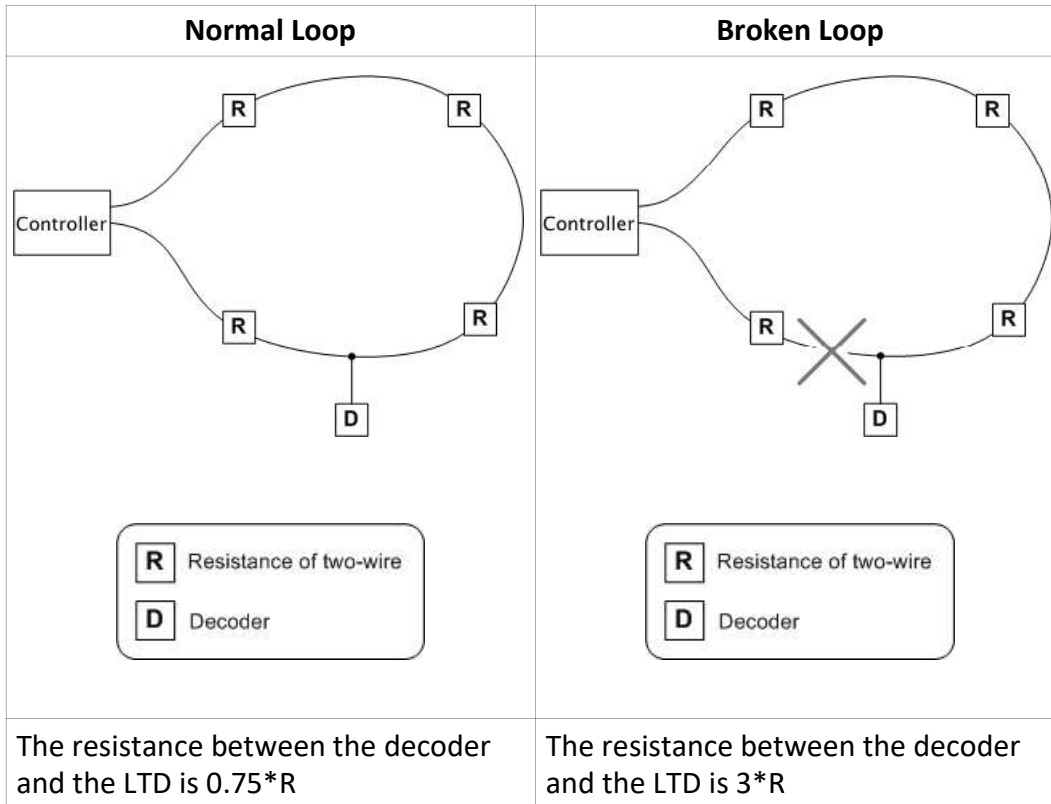 Normal Loop
Broken Loop
R
R
Controller
R
R
D
R
Resistance of two-wire
D
Decoder
R
R
Controller
R
R
D
R
Resistance of two-wire
D
Decoder
The resistance between the decoder
and the LTD is 0.75*R
The resistance between the decoder
and the LTD is 3*R